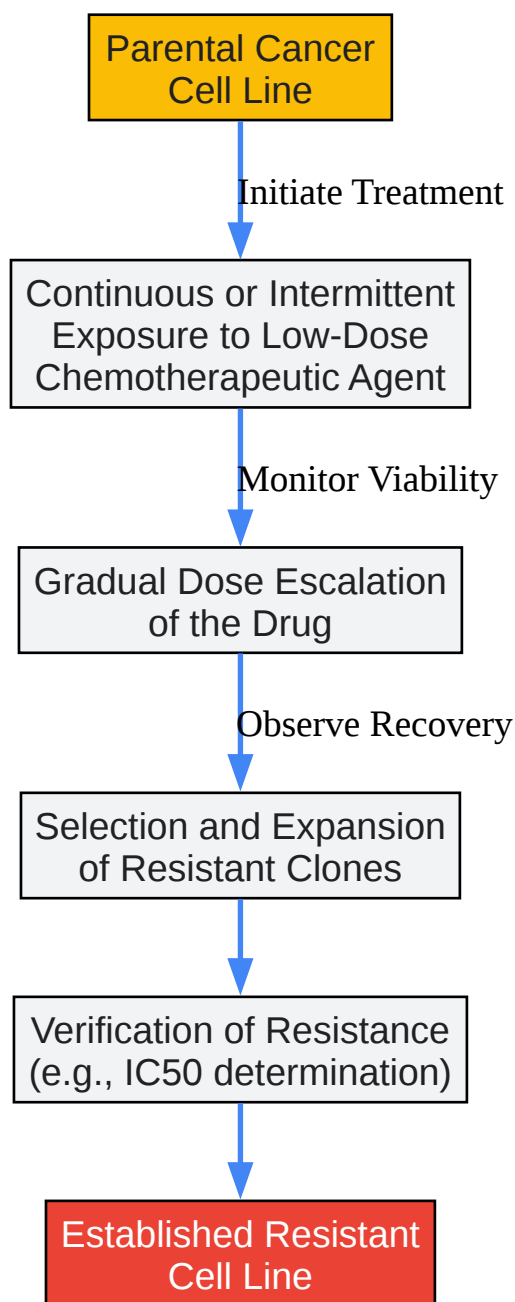 Parental Cancer
Cell Line
Initiate Treatment
Continuous or Intermittent
Exposure to Low-Dose
Chemotherapeutic Agent
Monitor Viability
Gradual Dose Escalation
of the Drug
Observe Recovery
Selection and Expansion
of Resistant Clones
Verification of Resistance
(e.g., IC50 determination)
Established Resistant
Cell Line